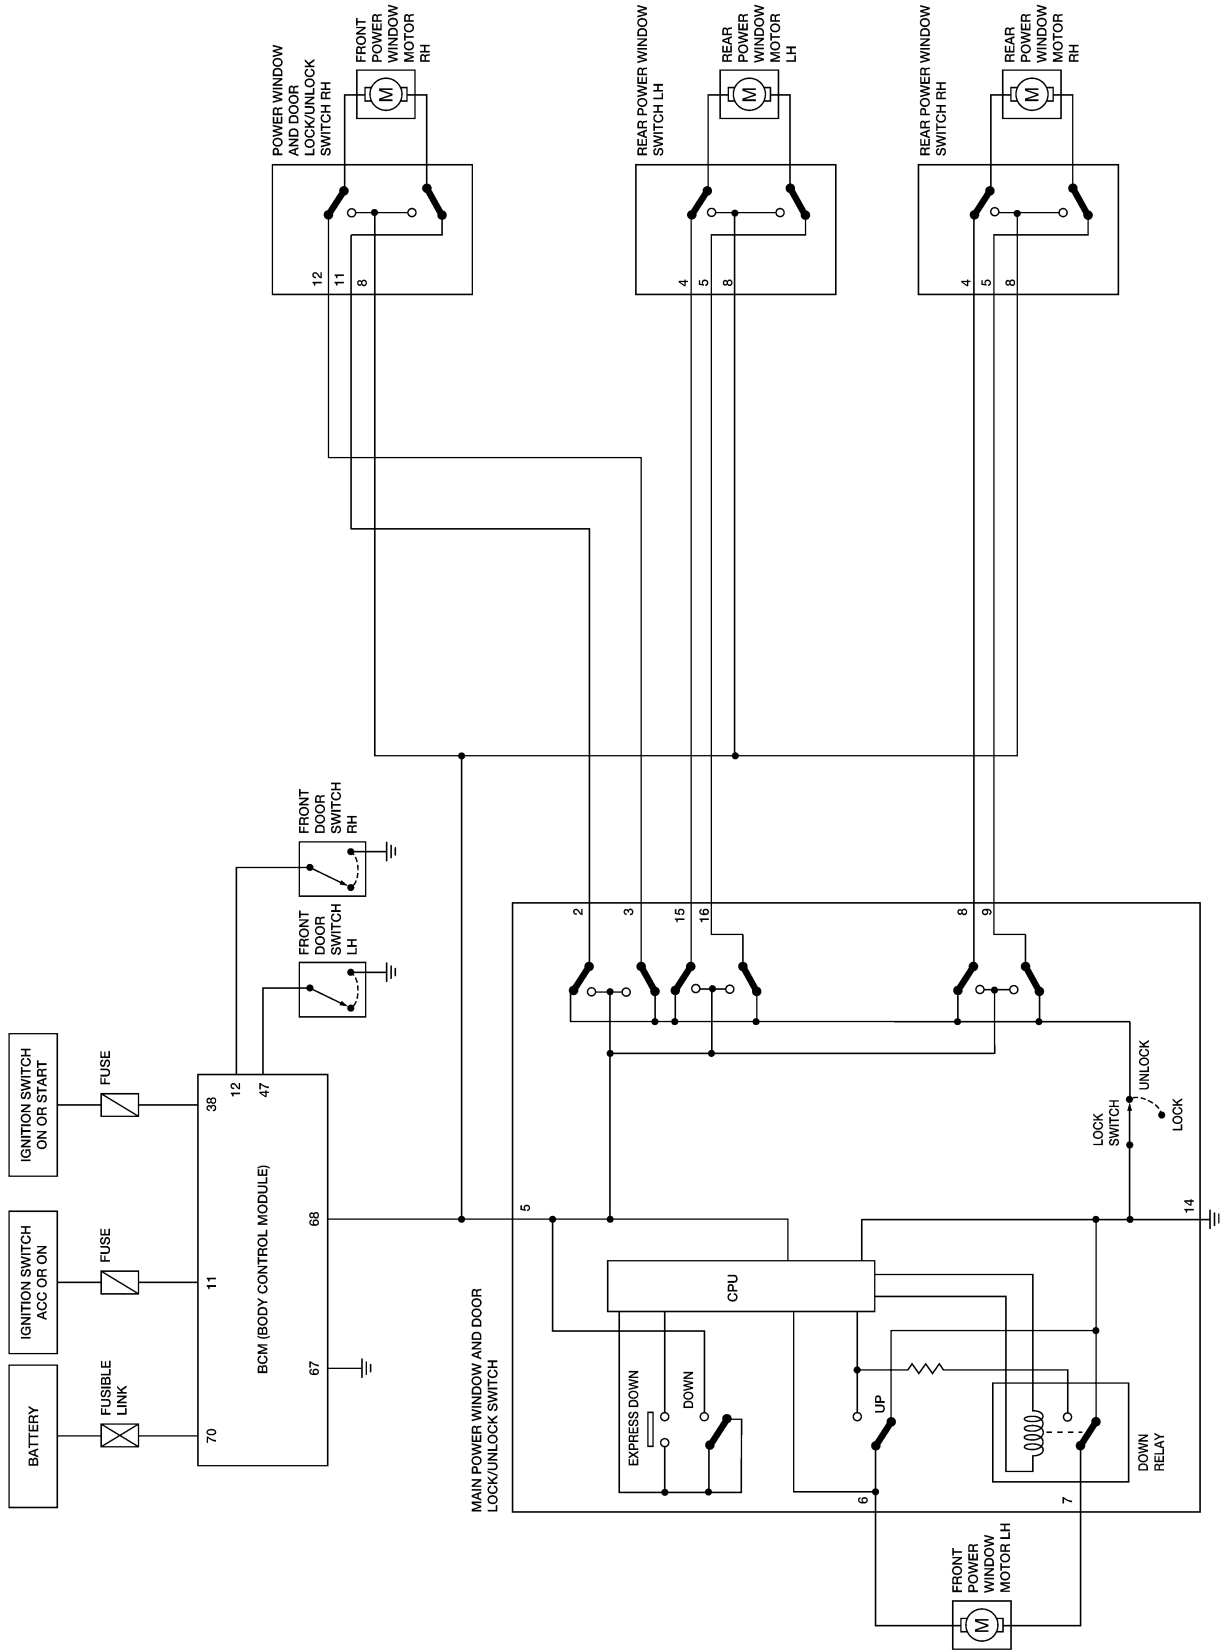 BATTERY
FUSIBLE
LINK
70
IGNITION SWITCH
ACC OR ON
FUSE
11
IGNITION SWITCH
ON OR START
FUSE
38
BCM (BODY CONTROL MODULE)
12
47
67
68
FRONT
DOOR
SWITCH
LH
FRONT
DOOR
SWITCH
RH
POWER WINDOW
AND DOOR
LOCK/UNLOCK
SWITCH RH
12
11
8
FRONT
POWER
WINDOW
MOTOR
RH
M
REAR POWER WINDOW
SWITCH LH
4
5
8
REAR
POWER
WINDOW
MOTOR
LH
M
REAR POWER WINDOW
SWITCH RH
4
5
8
REAR
POWER
WINDOW
MOTOR
RH
M
MAIN POWER WINDOW AND DOOR
LOCK/UNLOCK SWITCH
5
2
3
15
16
8
9
CPU
EXPRESS DOWN
DOWN
UP
LOCK
SWITCH
UNLOCK
LOCK
14
DOWN
RELAY
6
7
FRONT
POWER
WINDOW
MOTOR LH
M